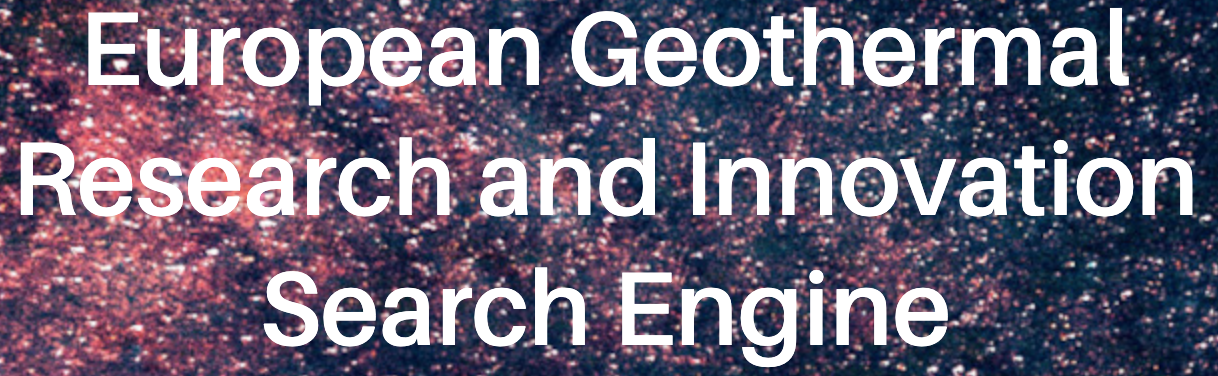 European Geothermal
Research and Innovation
Search Engine